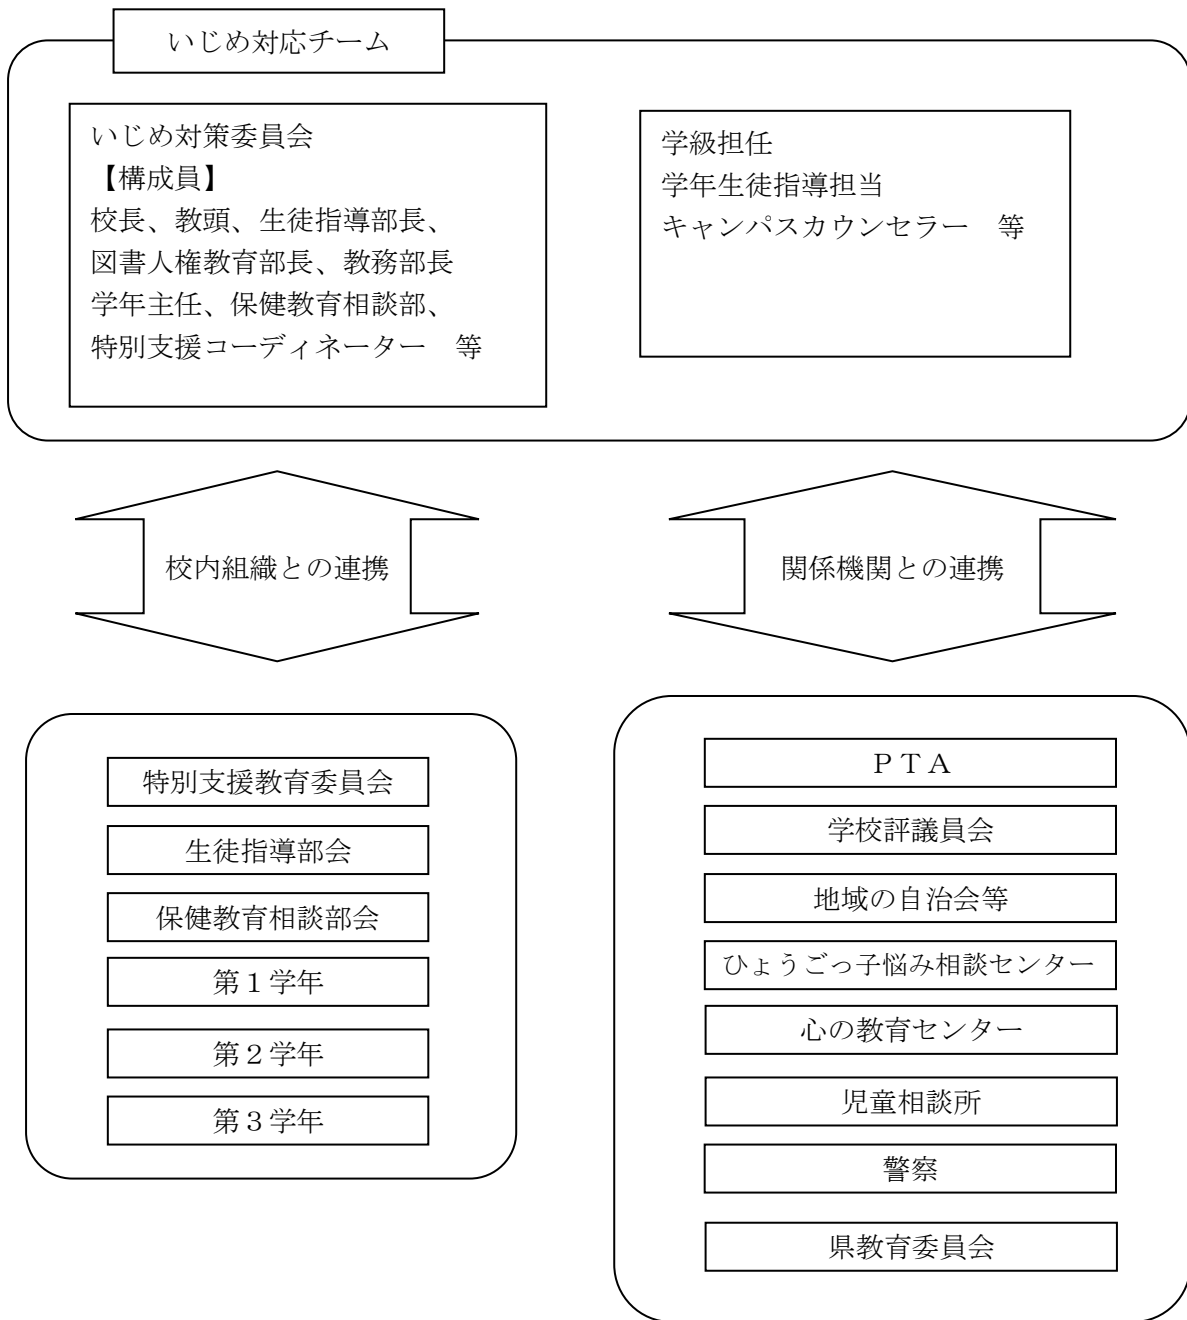 いじめ対応チーム
いじめ対策委員会
【構成員】
校長、教頭、生徒指導部長、
図書人権教育部長、教務部長
学年主任、保健教育相談部、
特別支援コーディネーター　等
学級担任
学年生徒指導担当
キャンパスカウンセラー　等
校内組織との連携
関係機関との連携
特別支援教育委員会
生徒指導部会
保健教育相談部会
第１学年
第２学年
第３学年
ＰＴＡ
学校評議員会
地域の自治会等
ひょうごっ子悩み相談センター
心の教育センター
児童相談所
警察
県教育委員会